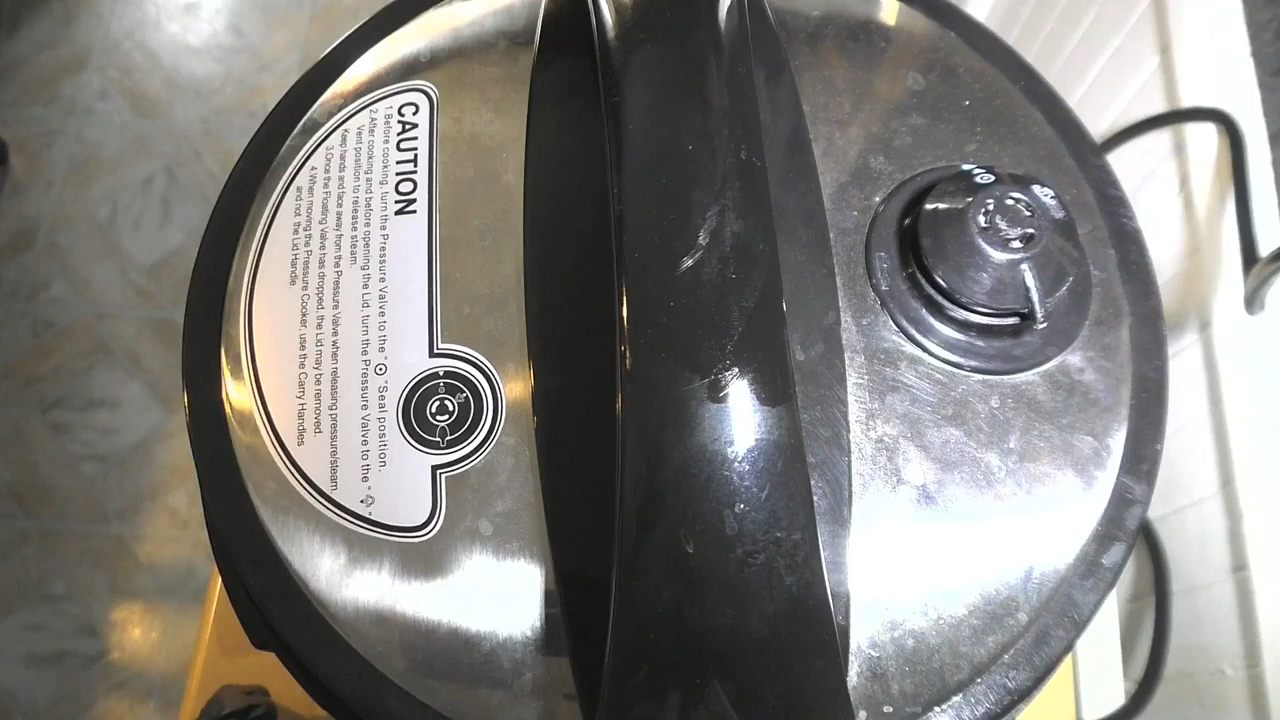 CAUTION
1.Before cooking, turn the Pressure Valve to the " ⊙ "Seal position.
2.After cooking and before opening the Lid, turn the Pressure Valve to the " "
Vent position to release steam.
Keep hands and face away from the Pressure Valve when releasing pressure/steam
3.Once the Floating Valve has dropped, the Lid may be removed.
4.When moving the Pressure Cooker, use the Carry Handles
and not the Lid Handle.